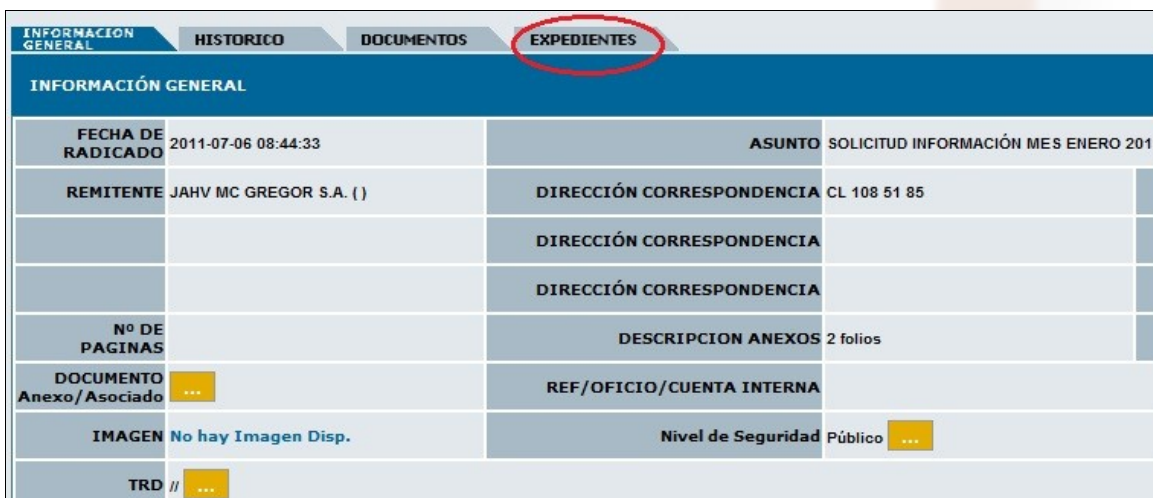 INFORMACION
GENERAL
HISTORICO
DOCUMENTOS
EXPEDIENTES
INFORMACIÓN GENERAL
FECHA DE
RADICADO
2011-07-06 08:44:33
ASUNTO
SOLICITUD INFORMACIÓN MES ENERO 201
REMITENTE
JAHV MC GREGOR S.A. ( )
DIRECCIÓN CORRESPONDENCIA
CL 108 51 85
DIRECCIÓN CORRESPONDENCIA
DIRECCIÓN CORRESPONDENCIA
Nº DE
PAGINAS
DESCRIPCION ANEXOS
2 folios
DOCUMENTO
Anexo/Asociado
...
REF/OFICIO/CUENTA INTERNA
IMAGEN
No hay Imagen Disp.
Nivel de Seguridad
Público
...
TRD
//
...